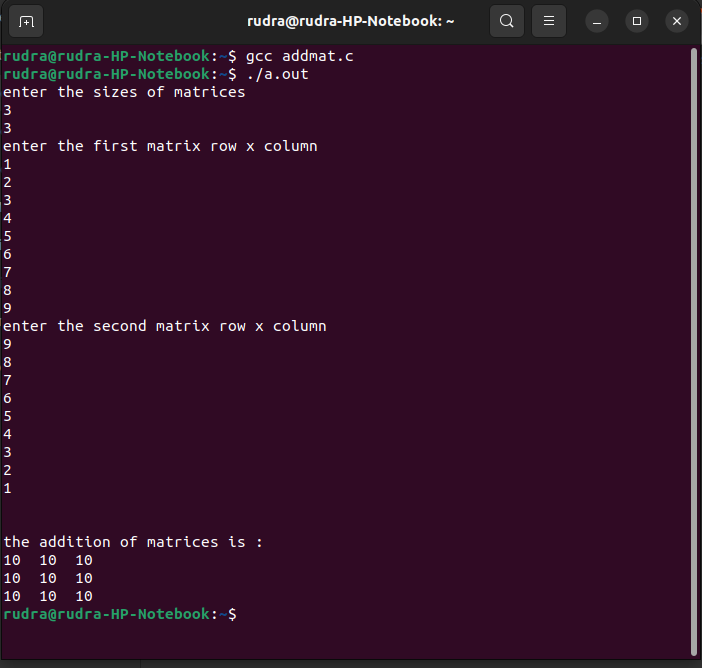 rudra@rudra-HP-Notebook: ~
rudra@rudra-HP-Notebook:~$ gcc addmat.c
rudra@rudra-HP-Notebook:~$ ./a.out
enter the sizes of matrices
3
3
enter the first matrix row x column
1
2
3
4
5
6
7
8
9
enter the second matrix row x column
9
8
7
6
5
4
3
2
1
the addition of matrices is :
10  10  10
10  10  10
10  10  10
rudra@rudra-HP-Notebook:~$